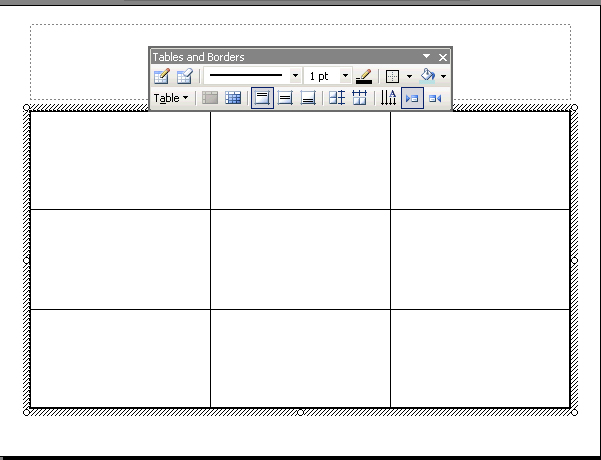 Tables and Borders
1 pt
Table
A